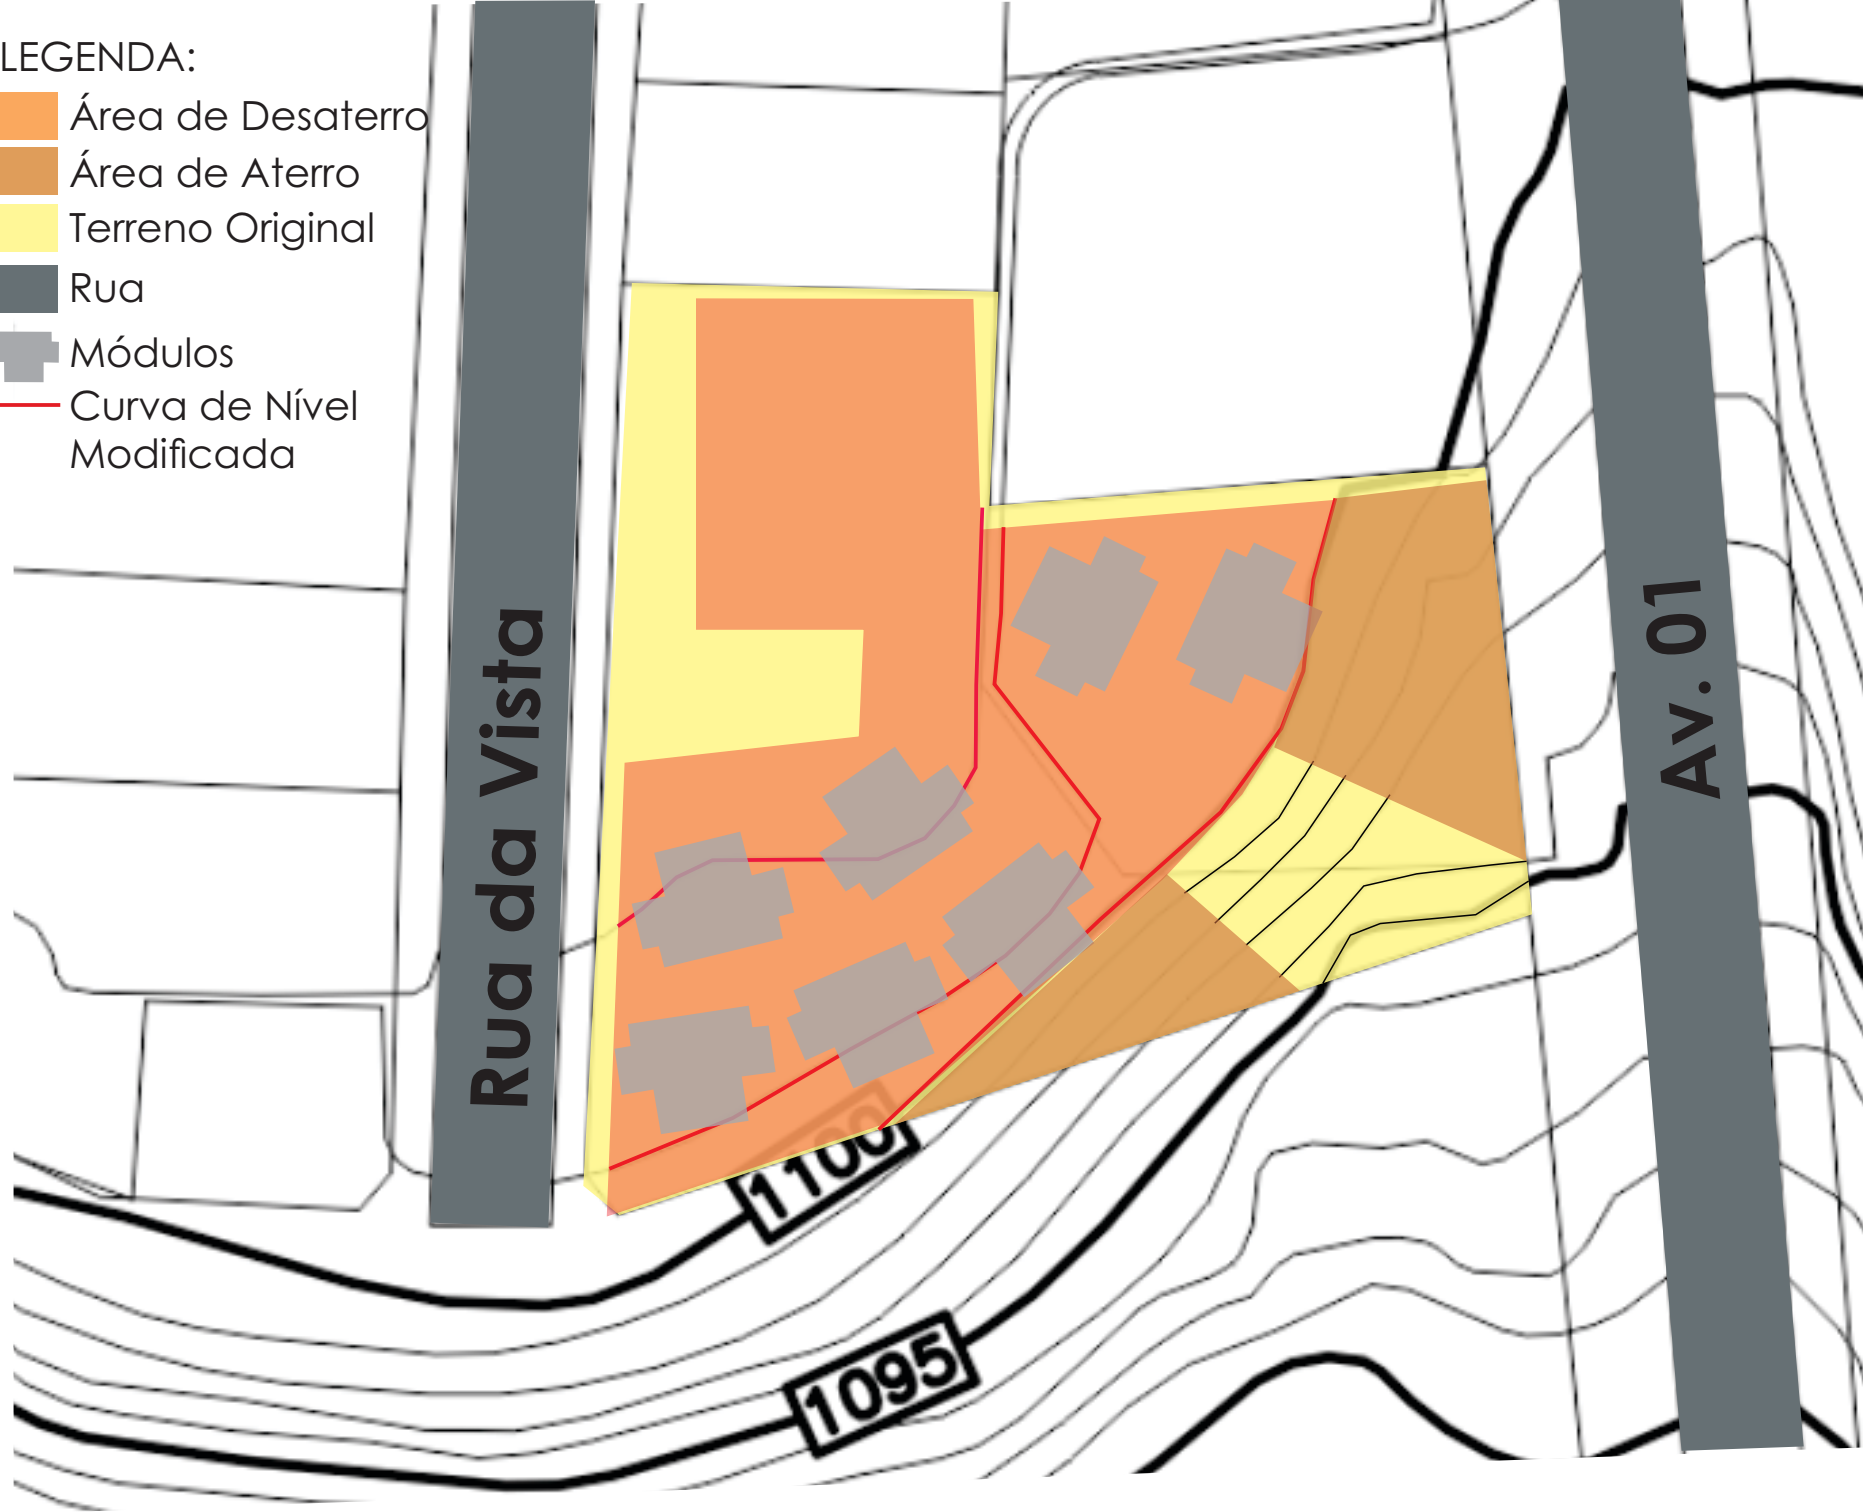 LEGENDA:
Área de Desaterro
Área de Aterro
Terreno Original
Rua
Módulos
Curva de Nível
Modificada
Rua da Vista
Av. 01
1100
1095